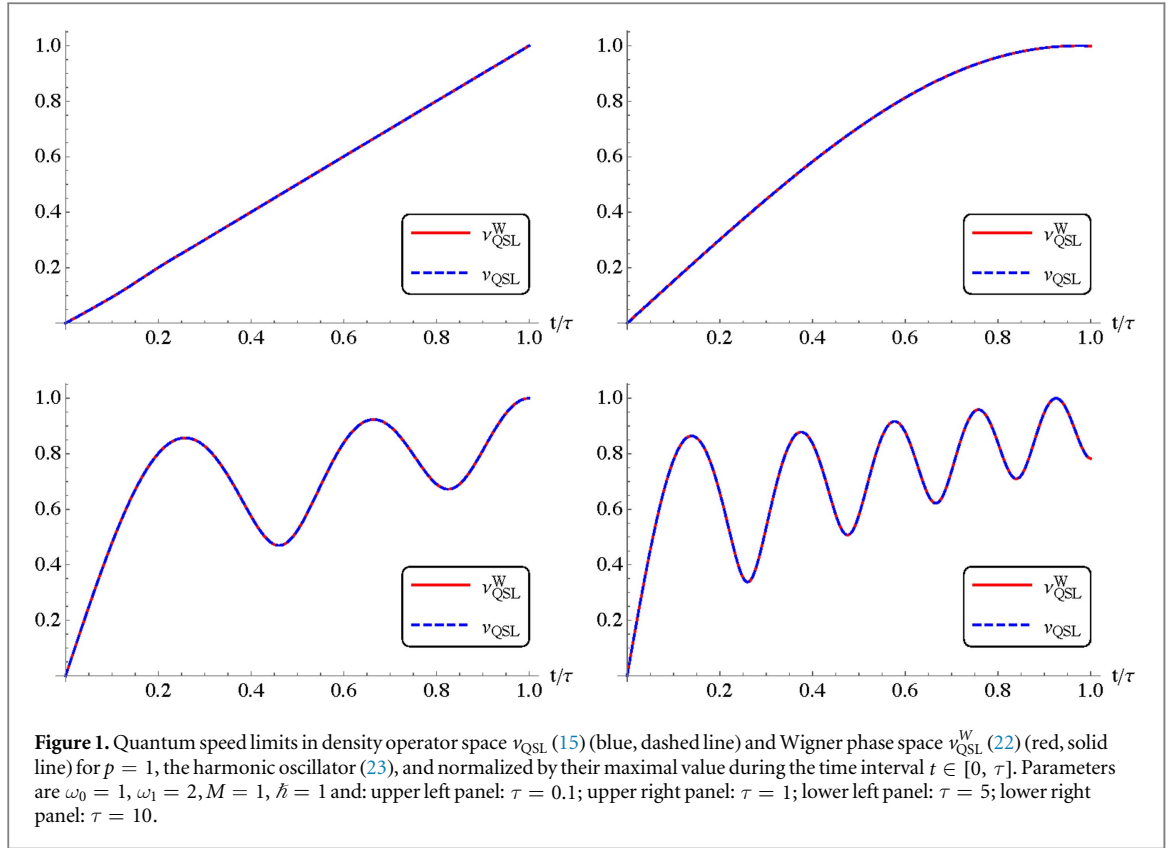 1.0
0.8
0.6
0.4
0.2
ν^W_QSL
ν_QSL
0.2 0.4 0.6 0.8 1.0
t/τ
1.0
0.8
0.6
0.4
0.2
ν^W_QSL
ν_QSL
0.2 0.4 0.6 0.8 1.0
t/τ
1.0
0.8
0.6
0.4
0.2
ν^W_QSL
ν_QSL
0.2 0.4 0.6 0.8 1.0
t/τ
1.0
0.8
0.6
0.4
0.2
ν^W_QSL
ν_QSL
0.2 0.4 0.6 0.8 1.0
t/τ
Figure 1. Quantum speed limits in density operator space ν_QSL (15) (blue, dashed line) and Wigner phase space ν^W_QSL (22) (red, solid
line) for p = 1, the harmonic oscillator (23), and normalized by their maximal value during the time interval t ∈ [0, τ]. Parameters
are ω₀ = 1, ω₁ = 2, M = 1, ℏ = 1 and: upper left panel: τ = 0.1; upper right panel: τ = 1; lower left panel: τ = 5; lower right
panel: τ = 10.